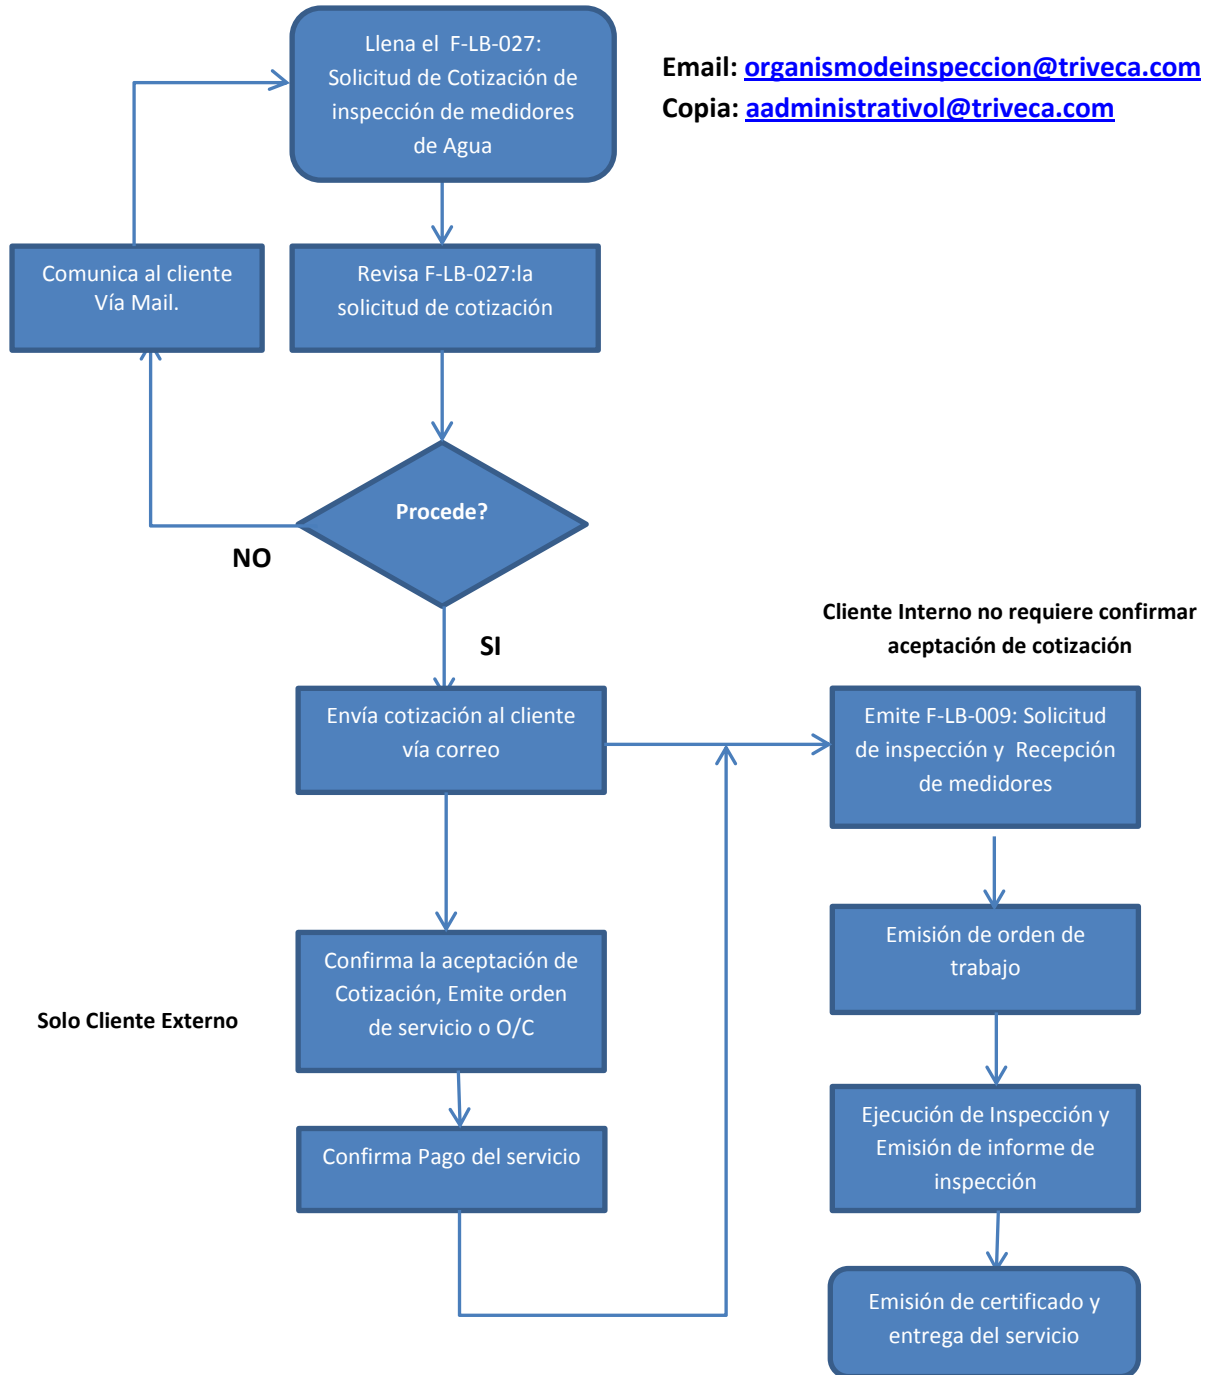 Llena el F-LB-027:
Solicitud de Cotización de
inspección de medidores
de Agua
Email: organismodeinspeccion@triveca.com
Copia: aadministrativol@triveca.com
Comunica al cliente
Vía Mail.
Revisa F-LB-027:la
solicitud de cotización
Procede?
NO
SI
Cliente Interno no requiere confirmar
aceptación de cotización
Envía cotización al cliente
vía correo
Emite F-LB-009: Solicitud
de inspección y Recepción
de medidores
Emisión de orden de
trabajo
Solo Cliente Externo
Confirma la aceptación de
Cotización, Emite orden
de servicio o O/C
Confirma Pago del servicio
Ejecución de Inspección y
Emisión de informe de
inspección
Emisión de certificado y
entrega del servicio